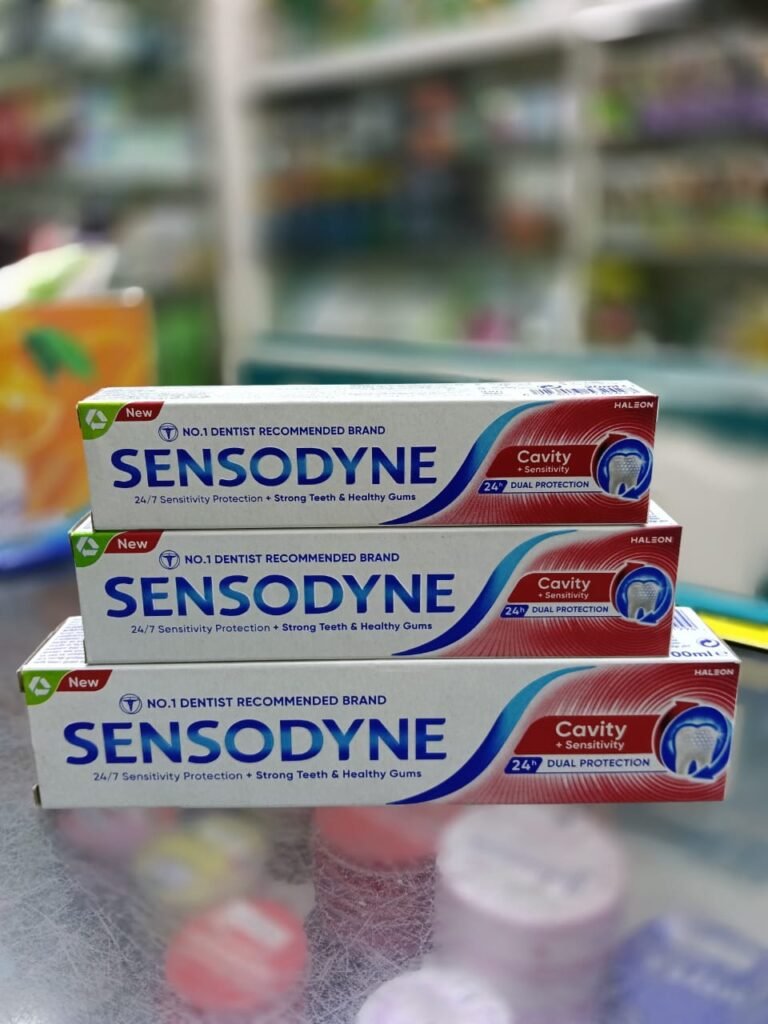 New
HALEON
NO.1 DENTIST RECOMMENDED BRAND
SENSODYNE
24/7 Sensitivity Protection + Strong Teeth & Healthy Gums
Cavity
+ Sensitivity
24h DUAL PROTECTION
New
HALEON
NO.1 DENTIST RECOMMENDED BRAND
SENSODYNE
24/7 Sensitivity Protection + Strong Teeth & Healthy Gums
Cavity
+ Sensitivity
24h DUAL PROTECTION
00ml e
New
HALEON
NO.1 DENTIST RECOMMENDED BRAND
SENSODYNE
24/7 Sensitivity Protection + Strong Teeth & Healthy Gums
Cavity
+ Sensitivity
24h DUAL PROTECTION